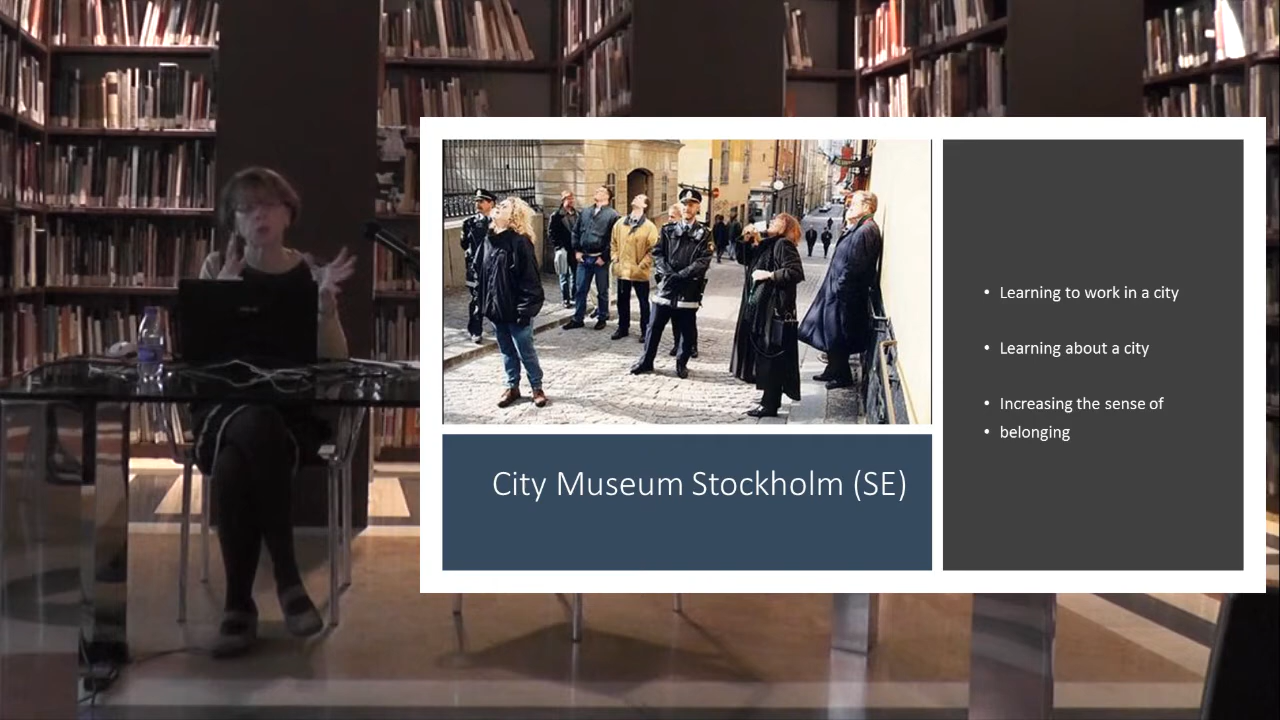 City Museum Stockholm (SE)
• Learning to work in a city
• Learning about a city
• Increasing the sense of
• belonging